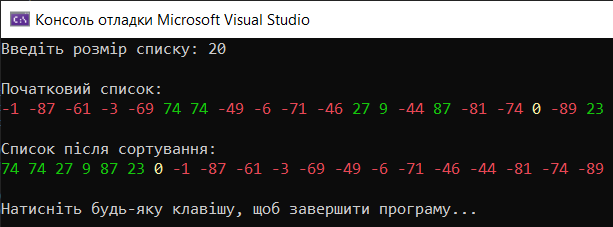 Консоль отладки Microsoft Visual Studio
Введіть розмір списку: 20
Початковий список:
-1 -87 -61 -3 -69 74 74 -49 -6 -71 -46 27 9 -44 87 -81 -74 0 -89 23
Список після сортування:
74 74 27 9 87 23 0 -1 -87 -61 -3 -69 -49 -6 -71 -46 -44 -81 -74 -89
Натисніть будь-яку клавішу, щоб завершити програму...